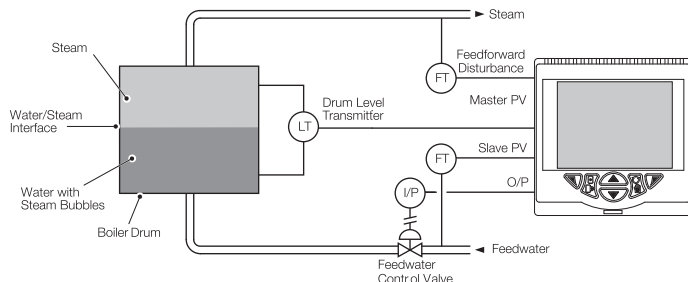 Steam
Steam
Feedforward
Disturbance
FT
Water/Steam
Interface
Drum Level
Transmitter
Master PV
LT
Slave PV
FT
Water with
Steam Bubbles
O/P
I/P
Boiler Drum
Feedwater
Feedwater
Control Valve